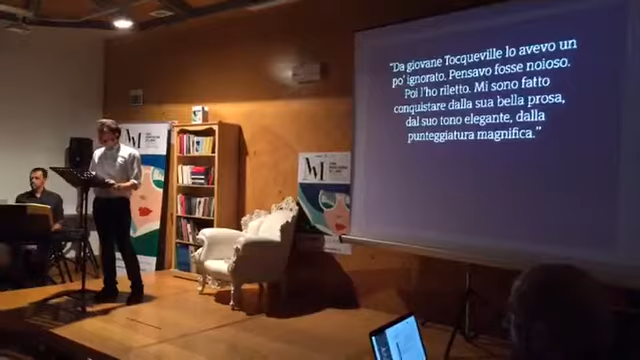 “Da giovane Tocqueville lo avevo un
po’ ignorato. Pensavo fosse noioso.
Poi l’ho riletto. Mi sono fatto
conquistare dalla sua bella prosa,
dal suo tono elegante, dalla
punteggiatura magnifica.”